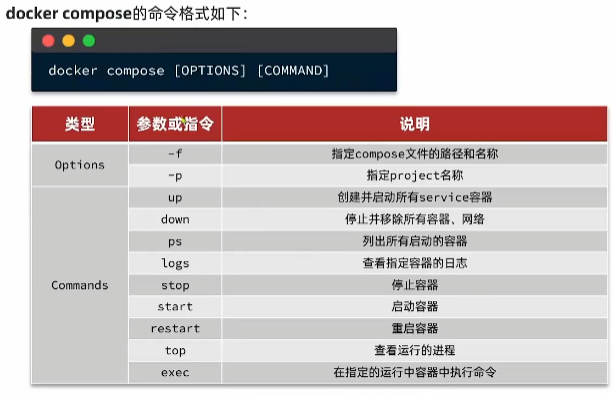 docker compose的命令格式如下：
docker compose [OPTIONS] [COMMAND]
类型 参数或指令 说明
Options -f 指定compose文件的路径和名称
-p 指定project名称
Commands up 创建并启动所有service容器
down 停止并移除所有容器、网络
ps 列出所有启动的容器
logs 查看指定容器的日志
stop 停止容器
start 启动容器
restart 重启容器
top 查看运行的进程
exec 在指定的运行中容器中执行命令